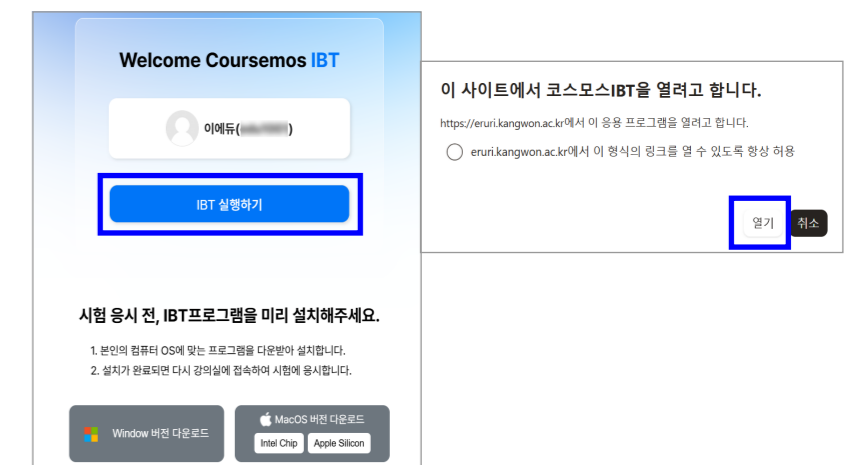 Welcome Coursemos IBT
이에듀( )
IBT 실행하기
시험 응시 전, IBT프로그램을 미리 설치해주세요.
1. 본인의 컴퓨터 OS에 맞는 프로그램을 다운받아 설치합니다.
2. 설치가 완료되면 다시 강의실에 접속하여 시험에 응시합니다.
Window 버전 다운로드
MacOS 버전 다운로드
Intel Chip Apple Silicon
이 사이트에서 코스모스IBT을 열려고 합니다.
https://eruri.kangwon.ac.kr에서 이 응용 프로그램을 열려고 합니다.
eruri.kangwon.ac.kr에서 이 형식의 링크를 열 수 있도록 항상 허용
열기 취소